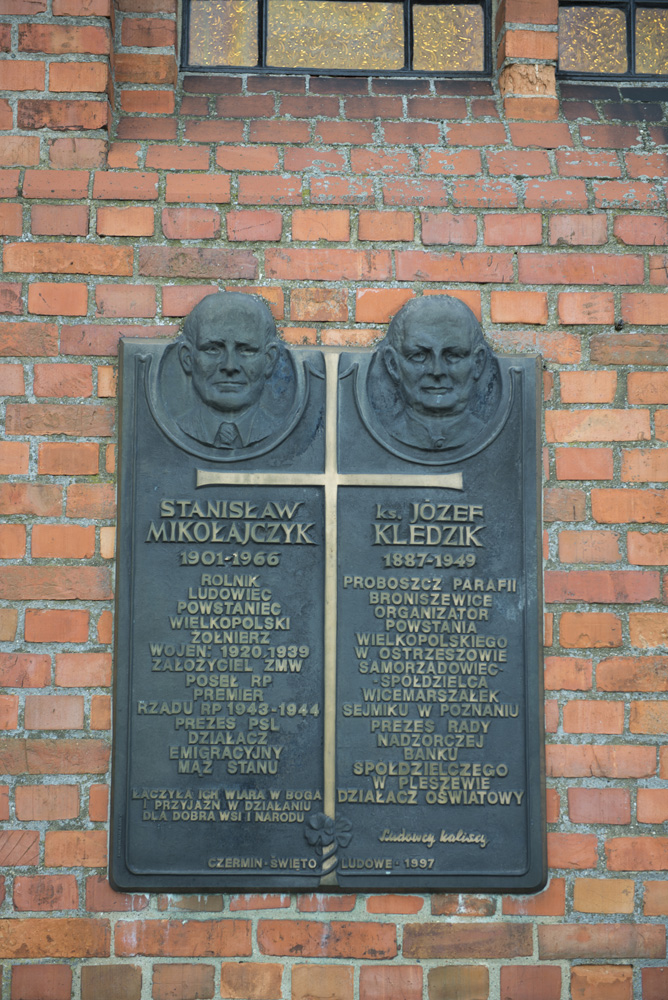 STANISŁAW
MIKOŁAJCZYK
1901-1966
ROLNIK
LUDOWIEC
POWSTANIEC
WIELKOPOLSKI
ŻOŁNIERZ
WOJEN: 1920, 1939
ZAŁOŻYCIEL ZMW
POSEŁ RP
PREMIER
RZĄDU RP 1943-1944
PREZES PSL
DZIAŁACZ
EMIGRACYJNY
MĄŻ STANU
ks. JÓZEF
KLEDZIK
1887-1949
PROBOSZCZ PARAFII
BRONISZEWICE
ORGANIZATOR
POWSTANIA
WIELKOPOLSKIEGO
W OSTRZESZOWIE
SAMORZĄDOWIEC-
-SPÓŁDZIELCA
WICEMARSZAŁEK
SEJMIKU W POZNANIU
PREZES RADY
NADZORCZEJ
BANKU
SPÓŁDZIELCZEGO
W PLESZEWIE
DZIAŁACZ OŚWIATOWY
ŁĄCZYŁA ICH WIARA W BOGA
I PRZYJAŹŃ W DZIAŁANIU
DLA DOBRA WSI I NARODU
Ludowcy kaliscy
CZERMIN-ŚWIĘTO LUDOWE-1997